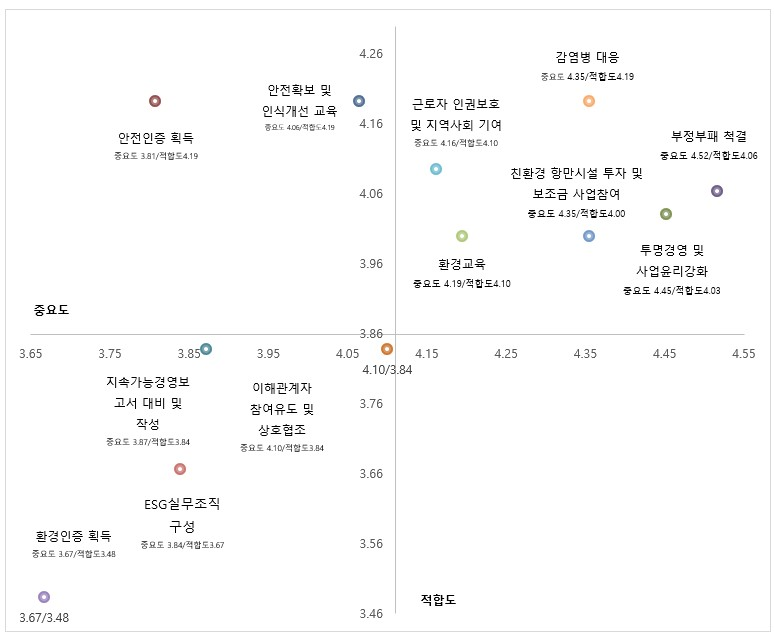 4.26
감염병 대응
중요도 4.35/적합도4.19
안전확보 및
인식개선 교육
중요도 4.06/적합도4.19
근로자 인권보호
및 지역사회 기여
중요도 4.16/적합도4.10
4.16
안전인증 획득
중요도 3.81/적합도4.19
부정부패 척결
중요도 4.52/적합도4.06
친환경 항만시설 투자 및
보조금 사업참여
중요도 4.35/적합도4.00
4.06
투명경영 및
사업윤리강화
중요도 4.45/적합도4.03
환경교육
중요도 4.19/적합도4.10
3.96
중요도
3.86
3.65 3.75 3.85 3.95 4.05 4.15 4.25 4.35 4.45 4.55
4.10/3.84
지속가능경영보
고서 대비 및
작성
중요도 3.87/적합도3.84
이해관계자
참여유도 및
상호협조
중요도 4.10/적합도3.84
3.76
3.66
ESG실무조직
구성
중요도 3.84/적합도3.67
환경인증 획득
중요도 3.67/적합도3.48
3.56
적합도
3.46
3.67/3.48